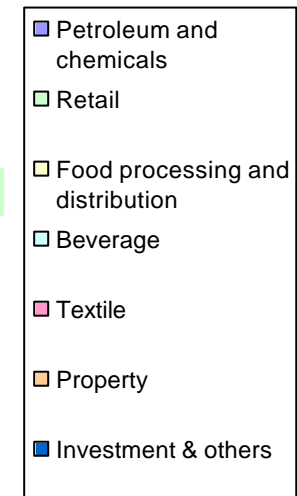 Petroleum and
chemicals
Retail
Food processing and
distribution
Beverage
Textile
Property
Investment & others